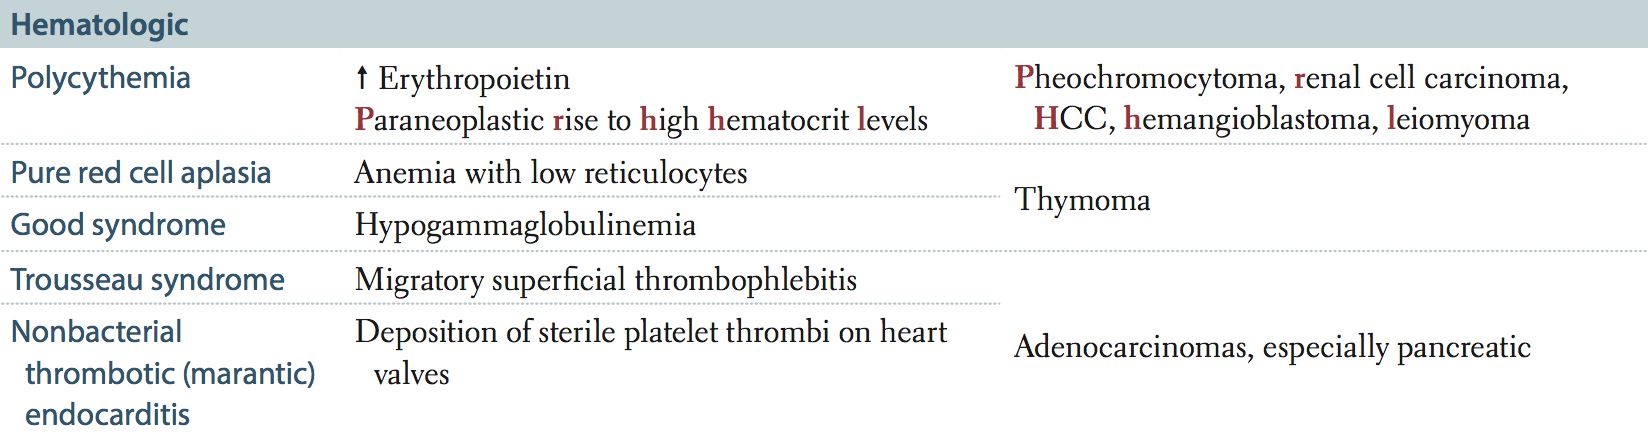 Hematologic
Polycythemia
↑ Erythropoietin
Paraneoplastic rise to high hematocrit levels
Pheochromocytoma, renal cell carcinoma,
HCC, hemangioblastoma, leiomyoma
Pure red cell aplasia
Anemia with low reticulocytes
Thymoma
Good syndrome
Hypogammaglobulinemia
Trousseau syndrome
Migratory superficial thrombophlebitis
Adenocarcinomas, especially pancreatic
Nonbacterial
thrombotic (marantic)
endocarditis
Deposition of sterile platelet thrombi on heart
valves